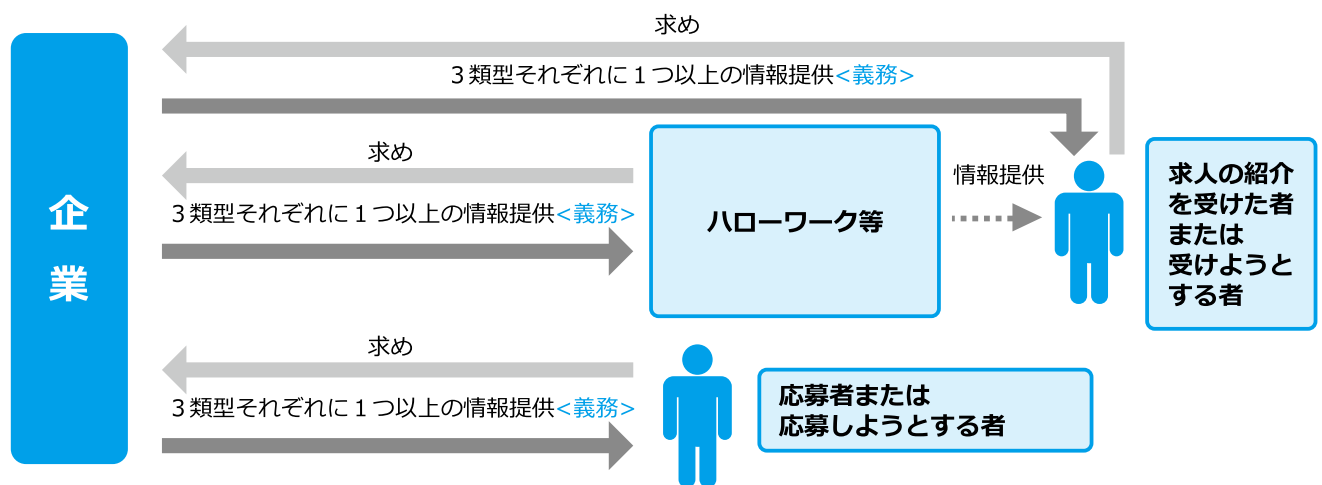 企業
求め
3類型それぞれに1つ以上の情報提供<義務>
求め
3類型それぞれに1つ以上の情報提供<義務>
ハローワーク等
情報提供
求人の紹介
を受けた者
または
受けようと
する者
求め
3類型それぞれに1つ以上の情報提供<義務>
応募者または
応募しようとする者